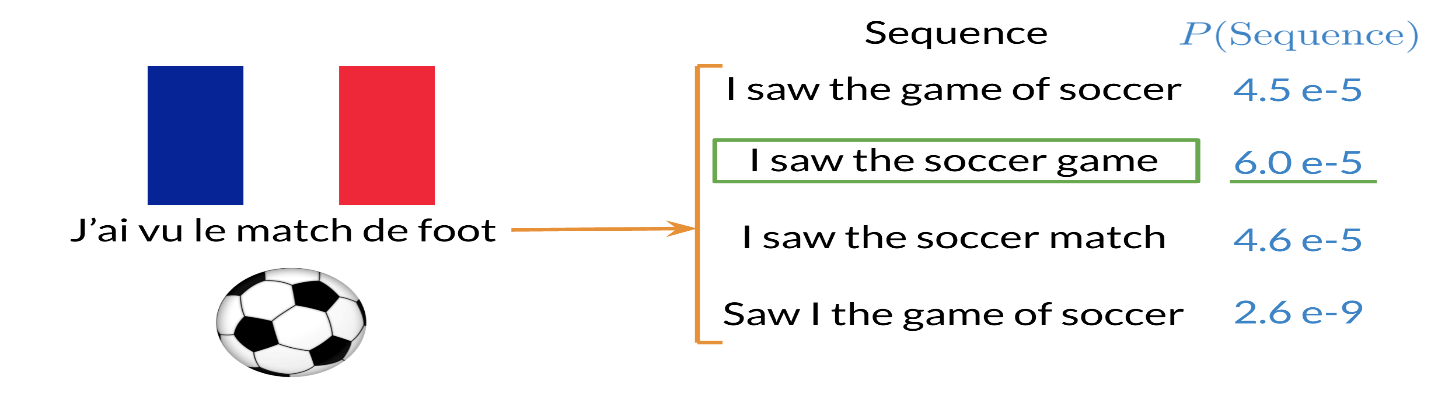 Sequence P(Sequence)
I saw the game of soccer 4.5 e-5
I saw the soccer game 6.0 e-5
J’ai vu le match de foot
I saw the soccer match 4.6 e-5
Saw I the game of soccer 2.6 e-9